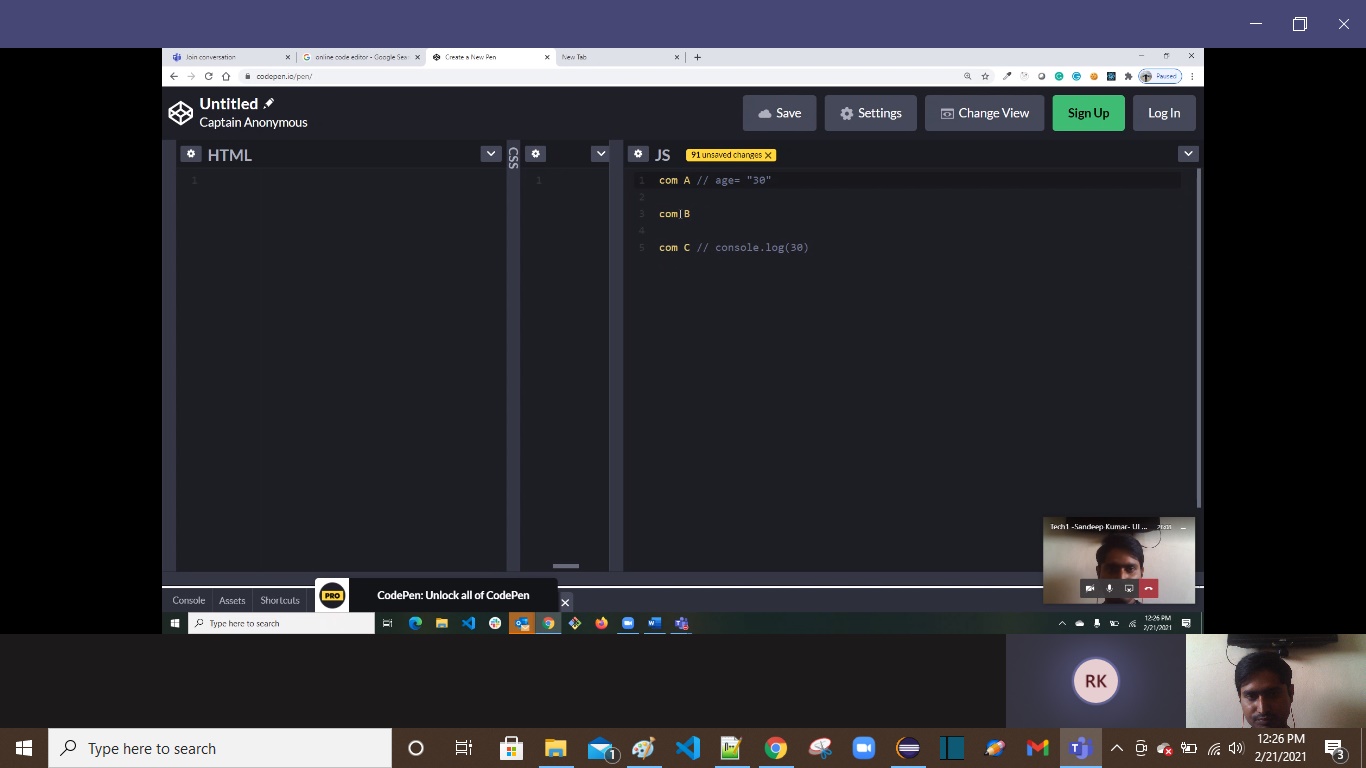 Join conversation
online code editor - Google Sea
Create a New Pen
New Tab
codepen.io/pen/
Paused
Untitled
Captain Anonymous
Save
Settings
Change View
Sign Up
Log In
HTML
CSS
JS
91 unsaved changes X
1
1
1 com A // age= "30"
2
3 com B
4
5 com C // console.log(30)
Tech1 -Sandeep Kumar- UI ...
Console
Assets
Shortcuts
PRO
CodePen: Unlock all of CodePen
Type here to search
12:26 PM
2/21/2021
RK
Type here to search
1
12:26 PM
2/21/2021
3